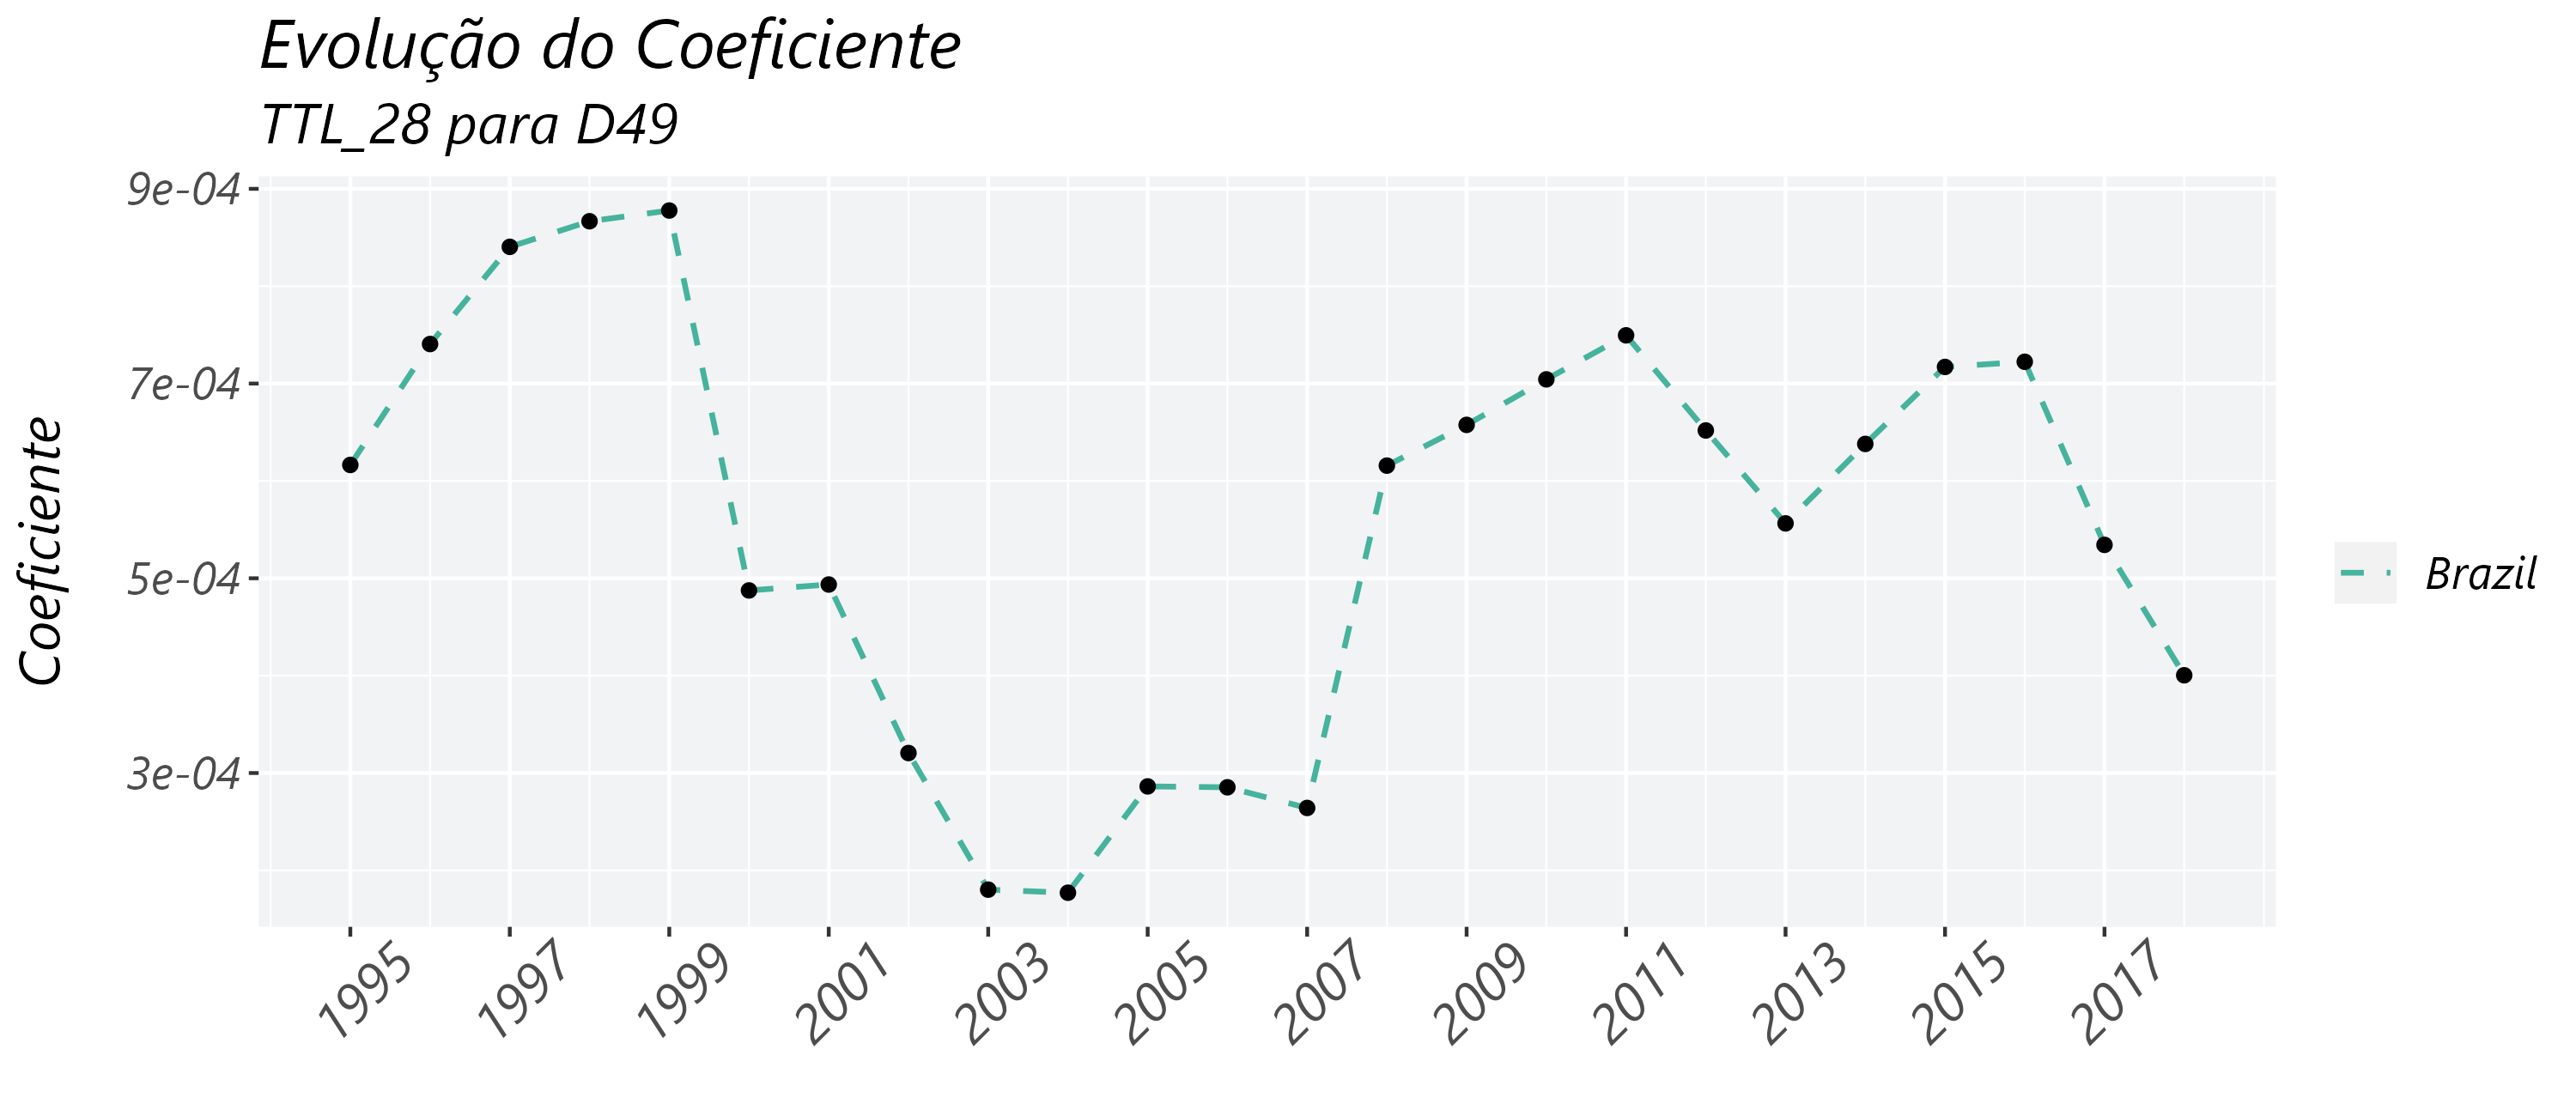 Evolução do Coeficiente
TTL_28 para D49
Coeficiente
9e-04
7e-04
5e-04
3e-04
1995
1997
1999
2001
2003
2005
2007
2009
2011
2013
2015
2017
Brazil